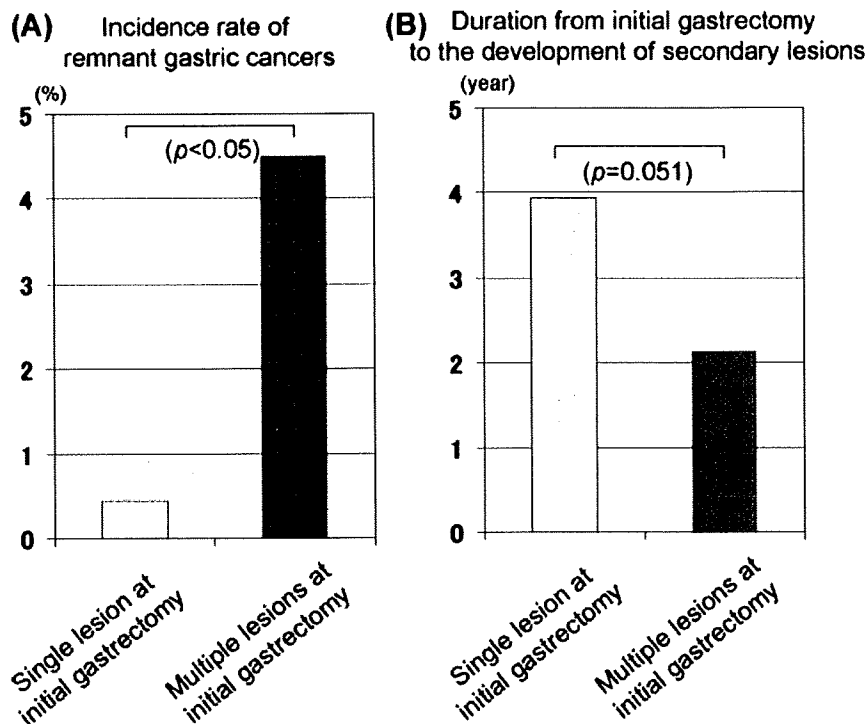 (A) Incidence rate of
remnant gastric cancers
(%)
5
4
3
2
1
0
(p<0.05)
Single lesion at
initial gastrectomy
Multiple lesions at
initial gastrectomy
(B) Duration from initial gastrectomy
to the development of secondary lesions
(year)
5
4
3
2
1
0
(p=0.051)
Single lesion at
initial gastrectomy
Multiple lesions at
initial gastrectomy